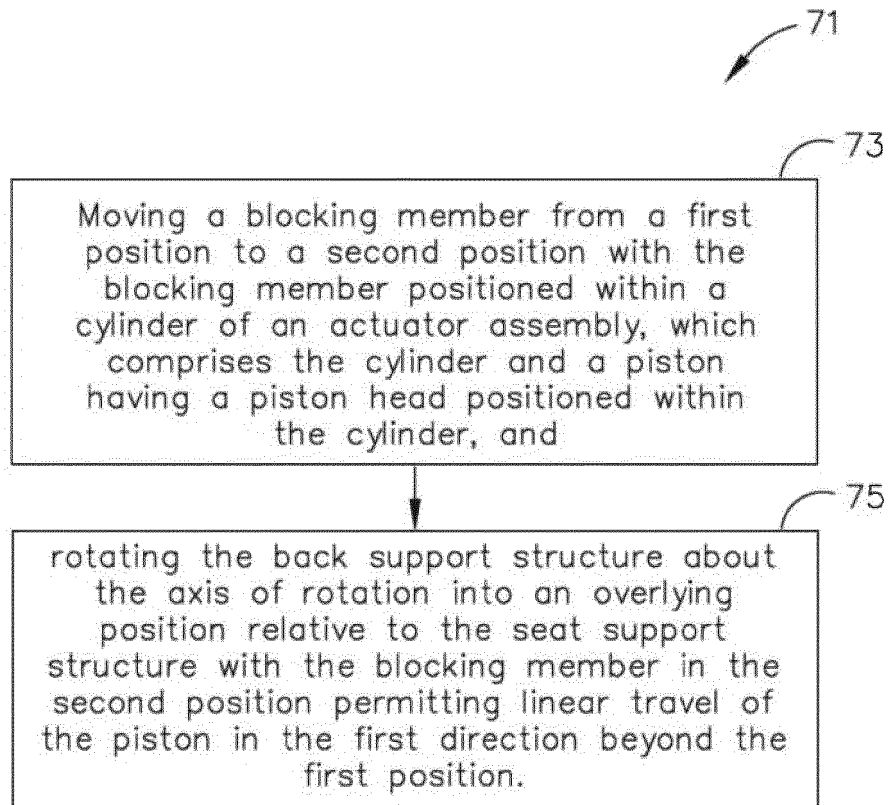 71
73
Moving a blocking member from a first
position to a second position with the
blocking member positioned within a
cylinder of an actuator assembly, which
comprises the cylinder and a piston
having a piston head positioned within
the cylinder, and
75
rotating the back support structure about
the axis of rotation into an overlying
position relative to the seat support
structure with the blocking member in the
second position permitting linear travel of
the piston in the first direction beyond the
first position.